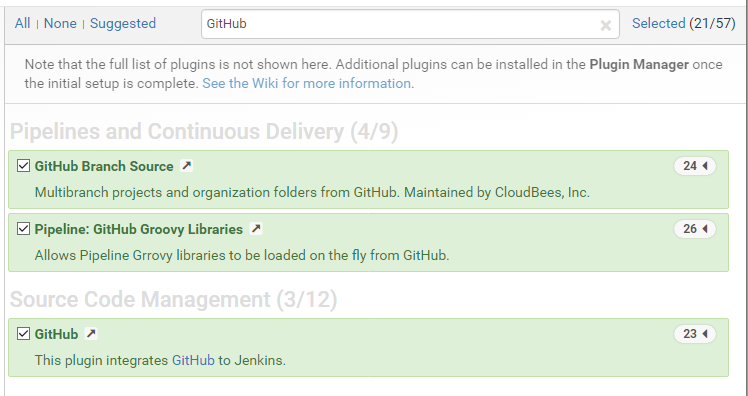 All | None | Suggested GitHub Selected (21/57)
Note that the full list of plugins is not shown here. Additional plugins can be installed in the Plugin Manager once
the initial setup is complete. See the Wiki for more information.
Pipelines and Continuous Delivery (4/9)
GitHub Branch Source 24
Multibranch projects and organization folders from GitHub. Maintained by CloudBees, Inc.
Pipeline: GitHub Groovy Libraries 26
Allows Pipeline Grrovy libraries to be loaded on the fly from GitHub.
Source Code Management (3/12)
GitHub 23
This plugin integrates GitHub to Jenkins.